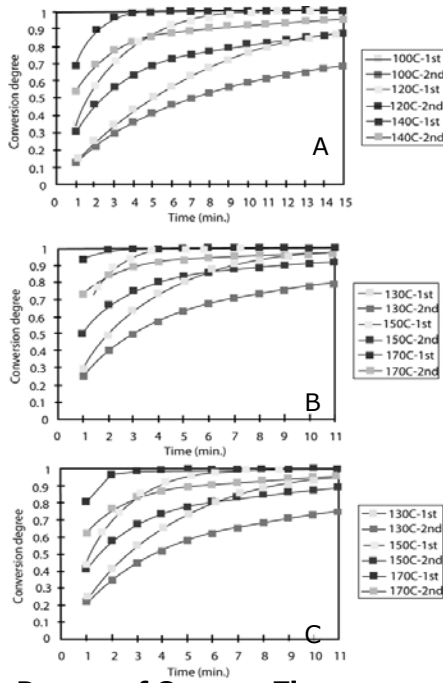 1
0.9
0.8
0.7
0.6
0.5
0.4
0.3
0.2
0.1
0
Conversion degree
A
0 1 2 3 4 5 6 7 8 9 10 11 12 13 14 15
Time (min.)
100C-1st
100C-2nd
120C-1st
120C-2nd
140C-1st
140C-2nd
1
0.9
0.8
0.7
0.6
0.5
0.4
0.3
0.2
0.1
Conversion degree
B
0 1 2 3 4 5 6 7 8 9 10 11
Time (min.)
130C-1st
130C-2nd
150C-1st
150C-2nd
170C-1st
170C-2nd
1
0.9
0.8
0.7
0.6
0.5
0.4
0.3
0.2
0.1
0
Conversion degree
C
0 1 2 3 4 5 6 7 8 9 10 11
Time (min.)
130C-1st
130C-2nd
150C-1st
150C-2nd
170C-1st
170C-2nd